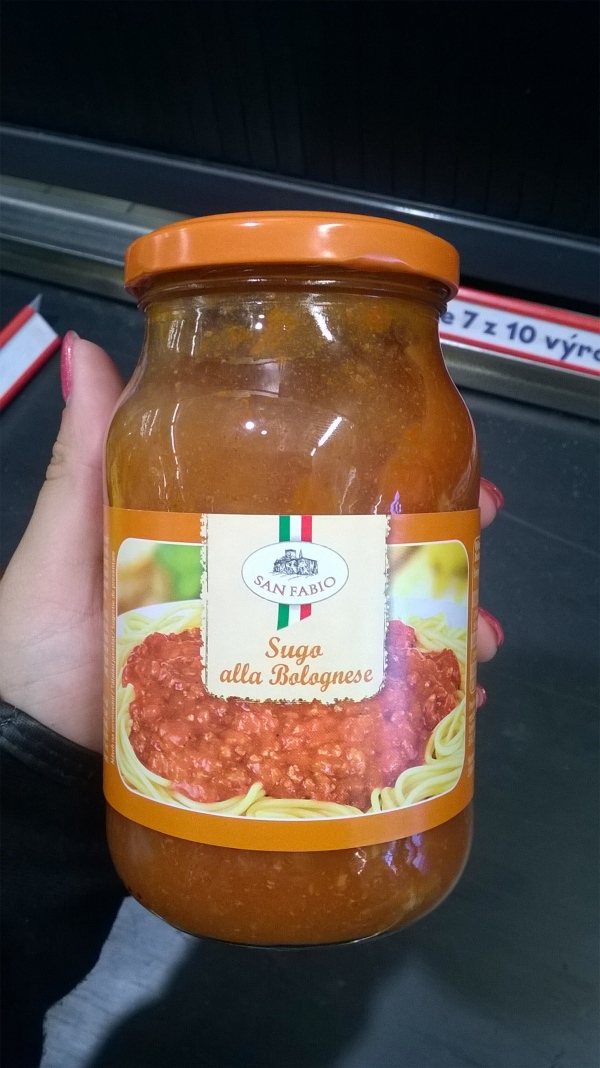 e 7 z 10 výro
SAN FABIO
Sugo
alla Bolognese